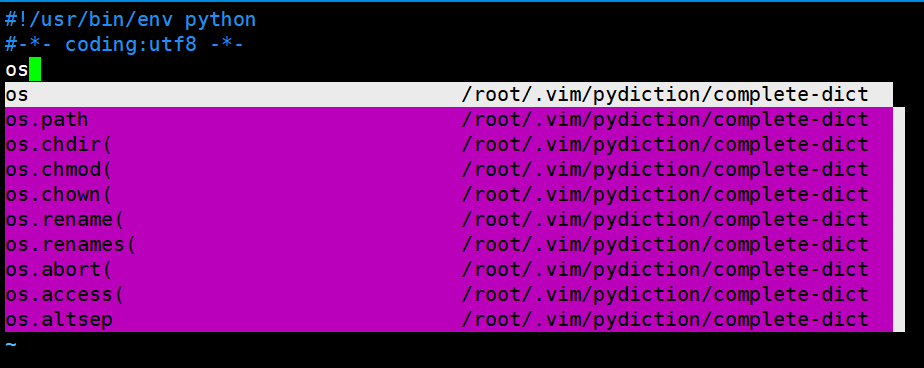 #!/usr/bin/env python
#-*- coding:utf8 -*-
os
os /root/.vim/pydiction/complete-dict
os.path /root/.vim/pydiction/complete-dict
os.chdir( /root/.vim/pydiction/complete-dict
os.chmod( /root/.vim/pydiction/complete-dict
os.chown( /root/.vim/pydiction/complete-dict
os.rename( /root/.vim/pydiction/complete-dict
os.renames( /root/.vim/pydiction/complete-dict
os.abort( /root/.vim/pydiction/complete-dict
os.access( /root/.vim/pydiction/complete-dict
os.altsep /root/.vim/pydiction/complete-dict
~